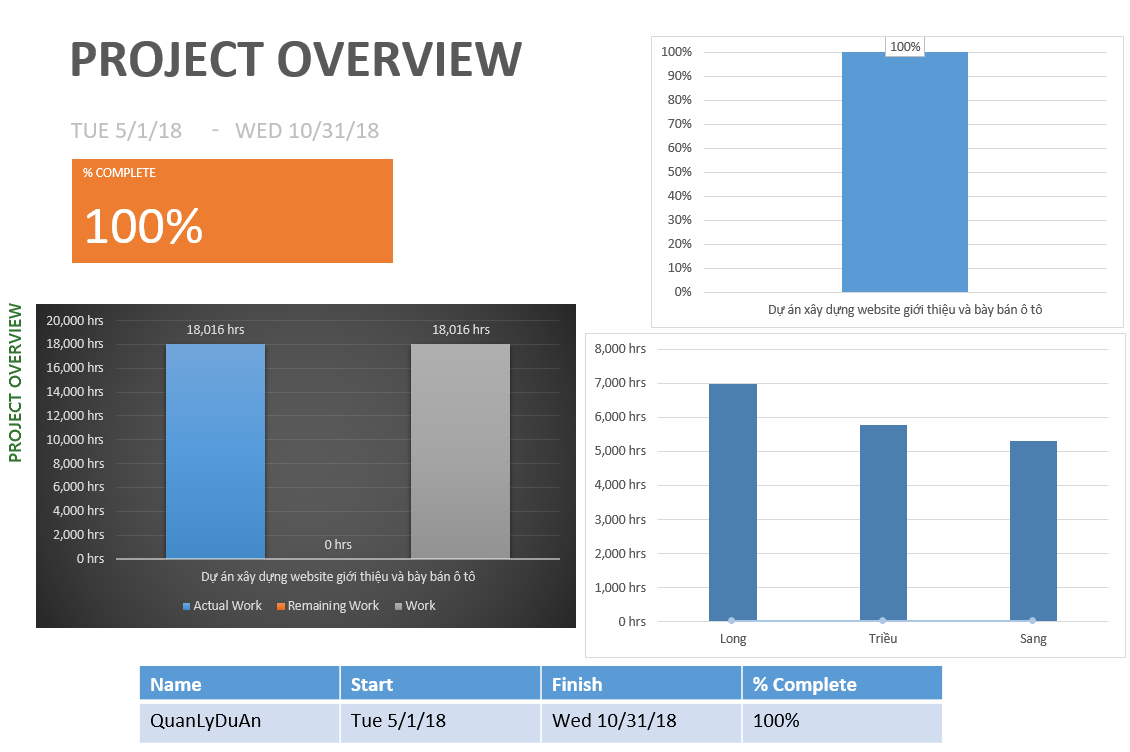 PROJECT OVERVIEW
TUE 5/1/18 - WED 10/31/18
% COMPLETE
100%
100%
100%
90%
80%
70%
60%
50%
40%
30%
20%
10%
0%
Dự án xây dựng website giới thiệu và bày bán ô tô
PROJECT OVERVIEW
20,000 hrs
18,000 hrs
16,000 hrs
14,000 hrs
12,000 hrs
10,000 hrs
8,000 hrs
6,000 hrs
4,000 hrs
2,000 hrs
0 hrs
18,016 hrs
0 hrs
18,016 hrs
Dự án xây dựng website giới thiệu và bày bán ô tô
Actual Work Remaining Work Work
8,000 hrs
7,000 hrs
6,000 hrs
5,000 hrs
4,000 hrs
3,000 hrs
2,000 hrs
1,000 hrs
0 hrs
Long Triều Sang
Name Start Finish % Complete
QuanLyDuAn Tue 5/1/18 Wed 10/31/18 100%